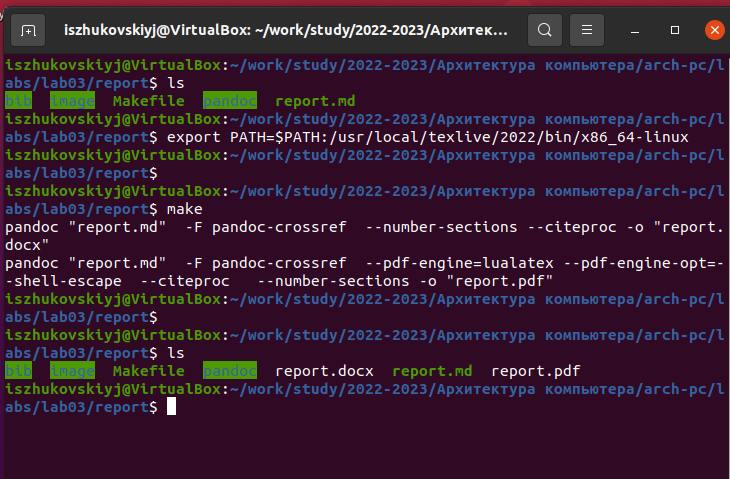 iszhukovskiyj@VirtualBox: ~/work/study/2022-2023/Архитек...
iszhukovskiyj@VirtualBox:~/work/study/2022-2023/Архитектура компьютера/arch-pc/l
abs/lab03/report$ ls
bib  image  Makefile  pandoc  report.md
iszhukovskiyj@VirtualBox:~/work/study/2022-2023/Архитектура компьютера/arch-pc/l
abs/lab03/report$ export PATH=$PATH:/usr/local/texlive/2022/bin/x86_64-linux
iszhukovskiyj@VirtualBox:~/work/study/2022-2023/Архитектура компьютера/arch-pc/l
abs/lab03/report$
iszhukovskiyj@VirtualBox:~/work/study/2022-2023/Архитектура компьютера/arch-pc/l
abs/lab03/report$ make
pandoc "report.md"  -F pandoc-crossref  --number-sections --citeproc -o "report.
docx"
pandoc "report.md"  -F pandoc-crossref  --pdf-engine=lualatex --pdf-engine-opt=-
-shell-escape  --citeproc   --number-sections -o "report.pdf"
iszhukovskiyj@VirtualBox:~/work/study/2022-2023/Архитектура компьютера/arch-pc/l
abs/lab03/report$
iszhukovskiyj@VirtualBox:~/work/study/2022-2023/Архитектура компьютера/arch-pc/l
abs/lab03/report$ ls
bib  image  Makefile  pandoc  report.docx  report.md  report.pdf
iszhukovskiyj@VirtualBox:~/work/study/2022-2023/Архитектура компьютера/arch-pc/l
abs/lab03/report$